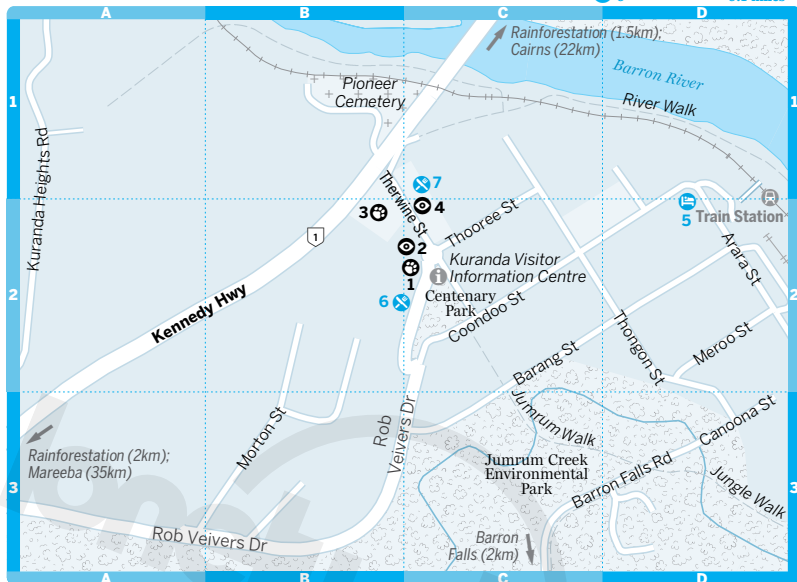 A
B
C
D
Rainforestation (1.5km);
Cairns (22km)
Barron River
Pioneer
Cemetery
River Walk
1
1
Kuranda Heights Rd
Therwine St
7
3
4
5
Train Station
Thooree St
1
2
Kuranda Visitor
Information Centre
Arara St
1
2
2
6
Centenary
Park
Coondoo St
Kennedy Hwy
Thongon St
Meroo St
Barang St
Jumrum Walk
Rob
Veivers Dr
Morton St
Canoona St
Rainforestation (2km);
Mareeba (35km)
Jumrum Creek
Environmental
Park
Barron Falls Rd
Jungle Walk
3
3
Rob Veivers Dr
Barron
Falls (2km)
A
B
C
D